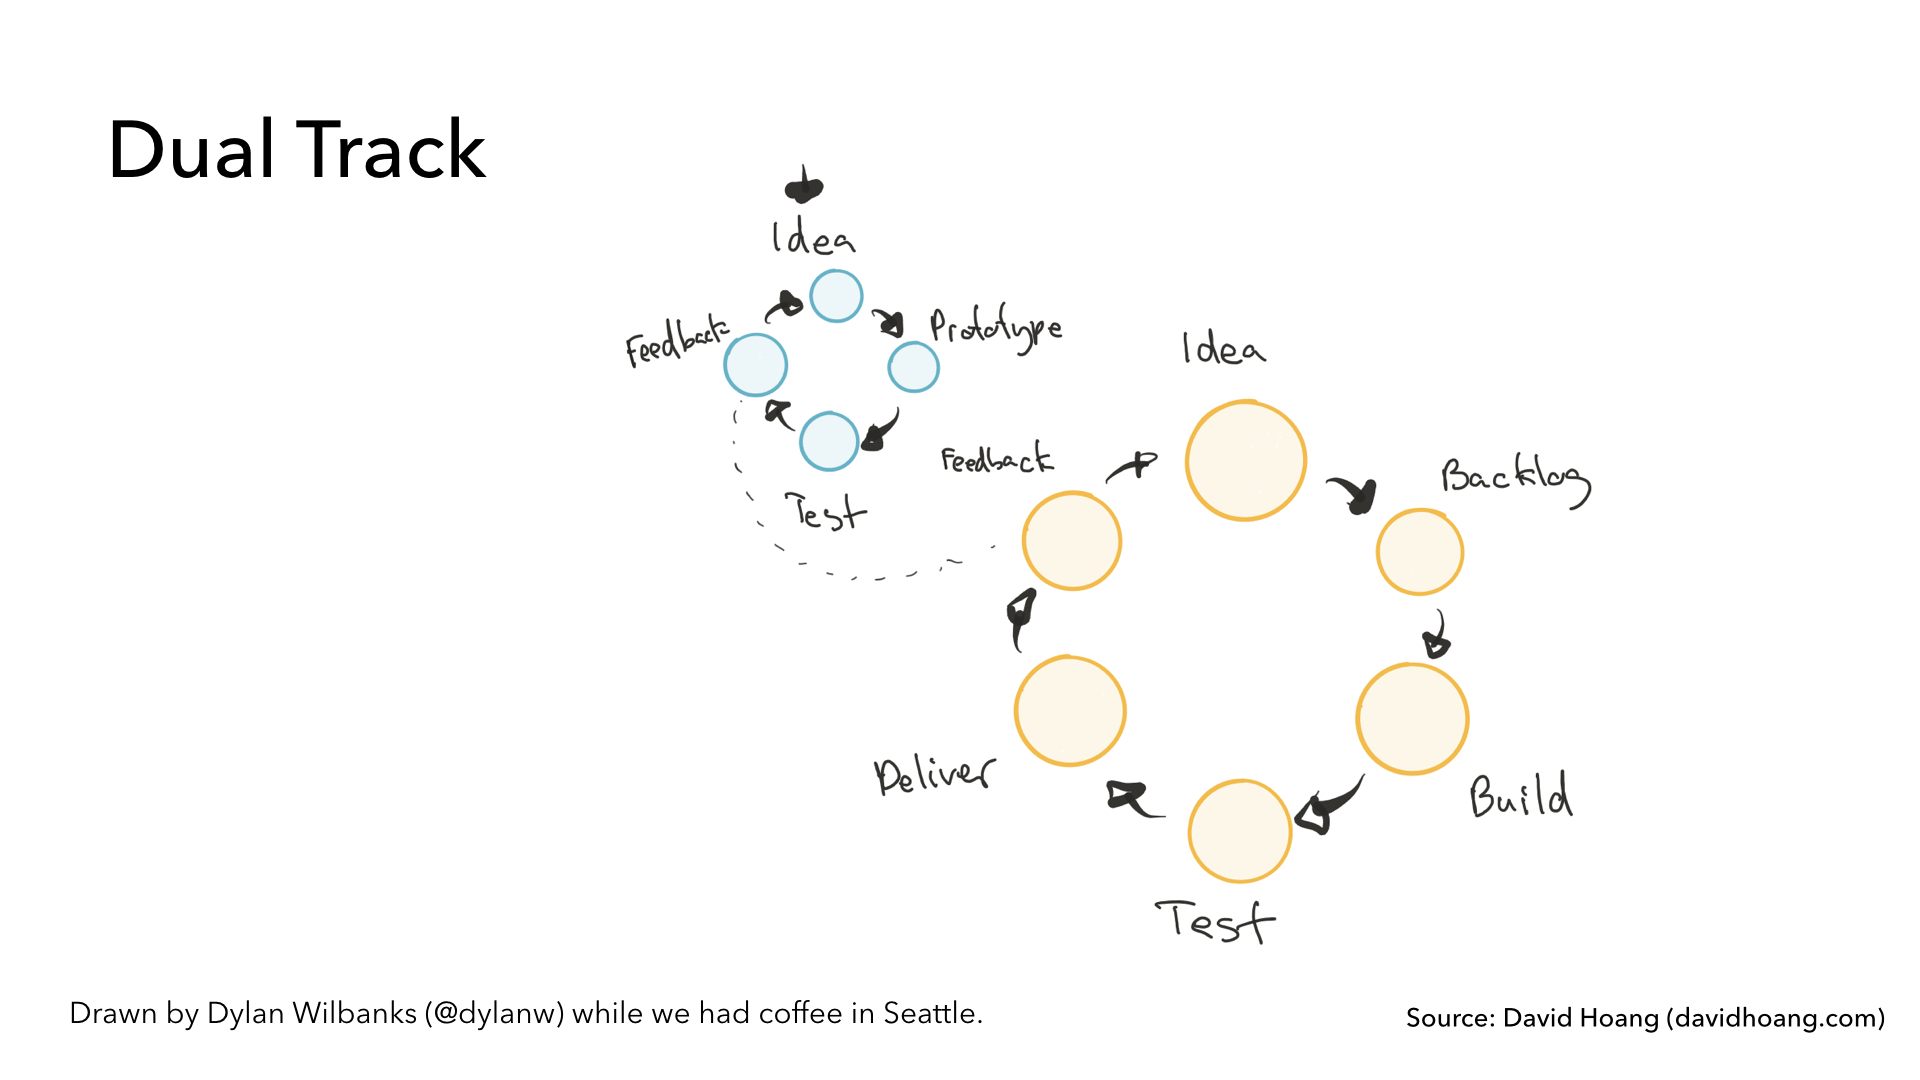 Dual Track
Idea
Prototype
Feedback
Test
Idea
Backlog
Feedback
Build
Deliver
Test
Drawn by Dylan Wilbanks (@dylanw) while we had coffee in Seattle.
Source: David Hoang (davidhoang.com)